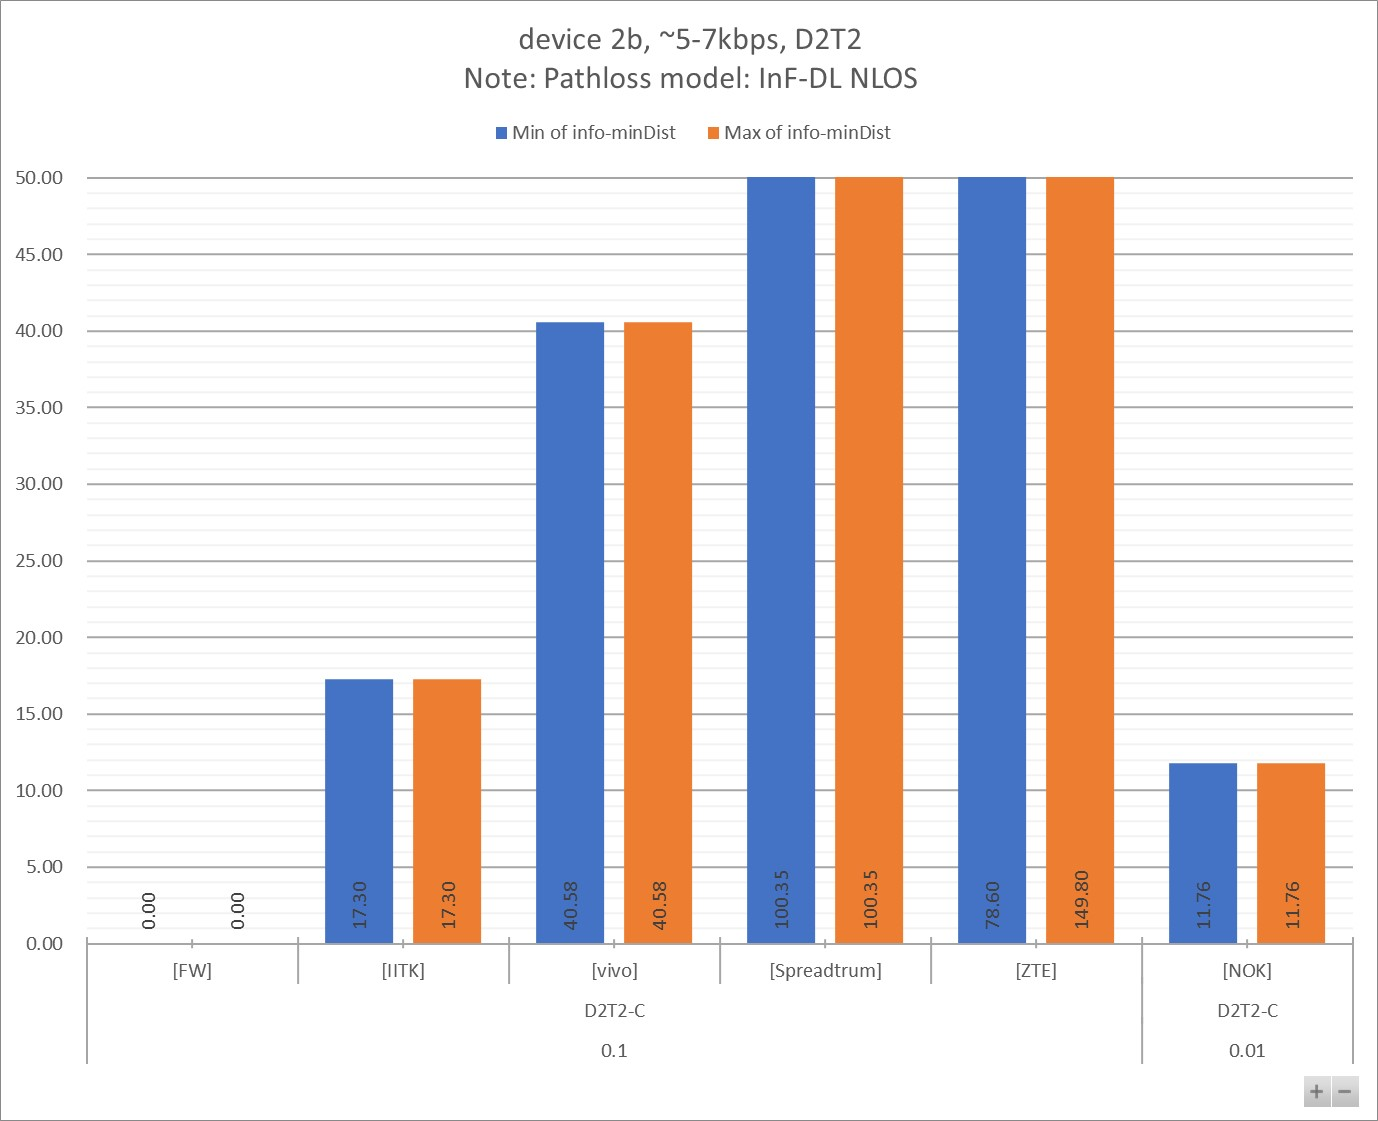 device 2b, ~5-7kbps, D2T2
Note: Pathloss model: InF-DL NLOS
Min of info-minDist
Max of info-minDist
50.00
45.00
40.00
35.00
30.00
25.00
20.00
15.00
10.00
5.00
0.00
0.00
0.00
17.30
17.30
40.58
40.58
100.35
100.35
78.60
149.80
11.76
11.76
[FW]
[IITK]
[vivo]
[Spreadtrum]
[ZTE]
[NOK]
D2T2-C
D2T2-C
0.1
0.01
+
−